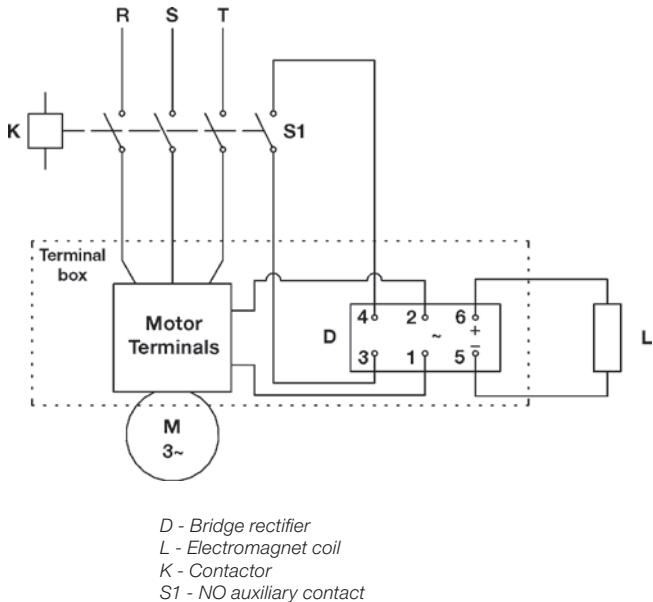 R S T
K
S1
Terminal
box
Motor
Terminals
D
4 2 6
~ +
–
3 1 5
L
M
3~
D - Bridge rectifier
L - Electromagnet coil
K - Contactor
S1 - NO auxiliary contact